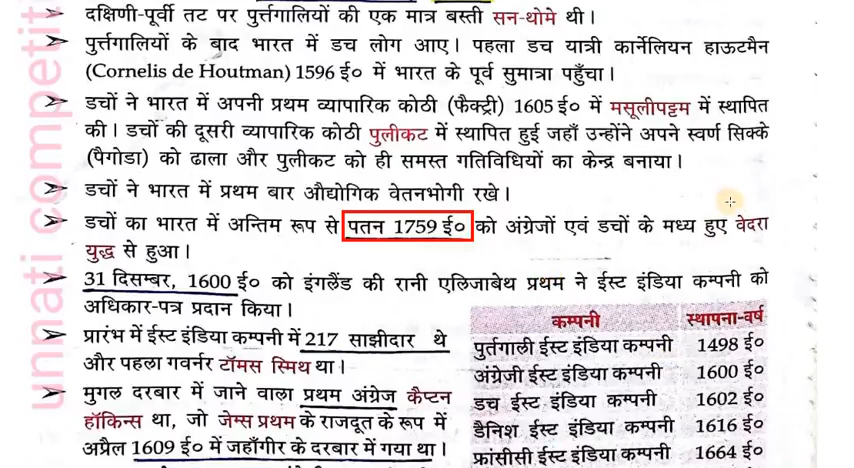 दक्षिणी-पूर्वी तट पर पुर्त्तगालियों की एक मात्र बस्ती सन-थोमे थी।
पुर्त्तगालियों के बाद भारत में डच लोग आए। पहला डच यात्री कार्नेलियन हाऊटमैन
(Cornelis de Houtman) 1596 ई० में भारत के पूर्व सुमात्रा पहुँचा।
डचों ने भारत में अपनी प्रथम व्यापारिक कोठी (फैक्ट्री) 1605 ई० में मसूलीपट्टम में स्थापित
की। डचों की दूसरी व्यापारिक कोठी पुलीकट में स्थापित हुई जहाँ उन्होंने अपने स्वर्ण सिक्के
(पैगोडा) को ढाला और पुलीकट को ही समस्त गतिविधियों का केन्द्र बनाया।
डचों ने भारत में प्रथम बार औद्योगिक वेतनभोगी रखे।
डचों का भारत में अन्तिम रूप से पतन 1759 ई० को अंग्रेजों एवं डचों के मध्य हुए वेदरा
युद्ध से हुआ।
31 दिसम्बर, 1600 ई० को इंगलैंड की रानी एलिजाबेथ प्रथम ने ईस्ट इंडिया कम्पनी को
अधिकार-पत्र प्रदान किया।
प्रारंभ में ईस्ट इंडिया कम्पनी में 217 साझीदार थे
और पहला गवर्नर टॉमस स्मिथ था।
मुगल दरबार में जाने वाला प्रथम अंग्रेज कैप्टन
हॉकिन्स था, जो जेम्स प्रथम के राजदूत के रूप में
अप्रैल 1609 ई० में जहाँगीर के दरबार में गया था।
कम्पनी स्थापना-वर्ष
पुर्तगाली ईस्ट इंडिया कम्पनी 1498 ई०
अंग्रेजी ईस्ट इंडिया कम्पनी 1600 ई०
डच ईस्ट इंडिया कम्पनी 1602 ई०
डैनिश ईस्ट इंडिया कम्पनी 1616 ई०
फ्रांसीसी ईस्ट इंडिया कम्पनी 1664 ई०
unnati competit